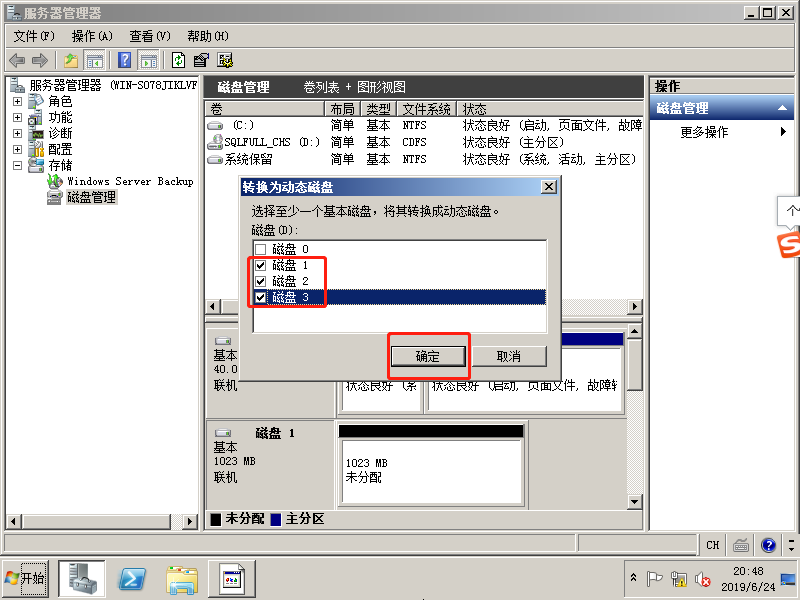 服务器管理器
文件(F) 操作(A) 查看(V) 帮助(H)
服务器管理器 (WIN-SO78JIKLVF
角色
功能
诊断
配置
存储
Windows Server Backup
磁盘管理
磁盘管理 卷列表 + 图形视图
卷 布局 类型 文件系统 状态
(C:) 简单 基本 NTFS 状态良好 (启动, 页面文件, 故障
SQLFULL_CHS (D:) 简单 基本 CDFS 状态良好 (主分区)
系统保留 简单 基本 NTFS 状态良好 (系统, 活动, 主分区)
转换为动态磁盘
选择至少一个基本磁盘，将其转换成动态磁盘。
磁盘(D):
磁盘 0
磁盘 1
磁盘 2
磁盘 3
确定 取消
基本
40.0
联机
状态良好 (系 状态良好 (启动, 页面文件, 故障转
磁盘 1
基本
1023 MB
联机
1023 MB
未分配
未分配 主分区
操作
磁盘管理
更多操作
个
S
CH
开始
20:48
2019/6/24